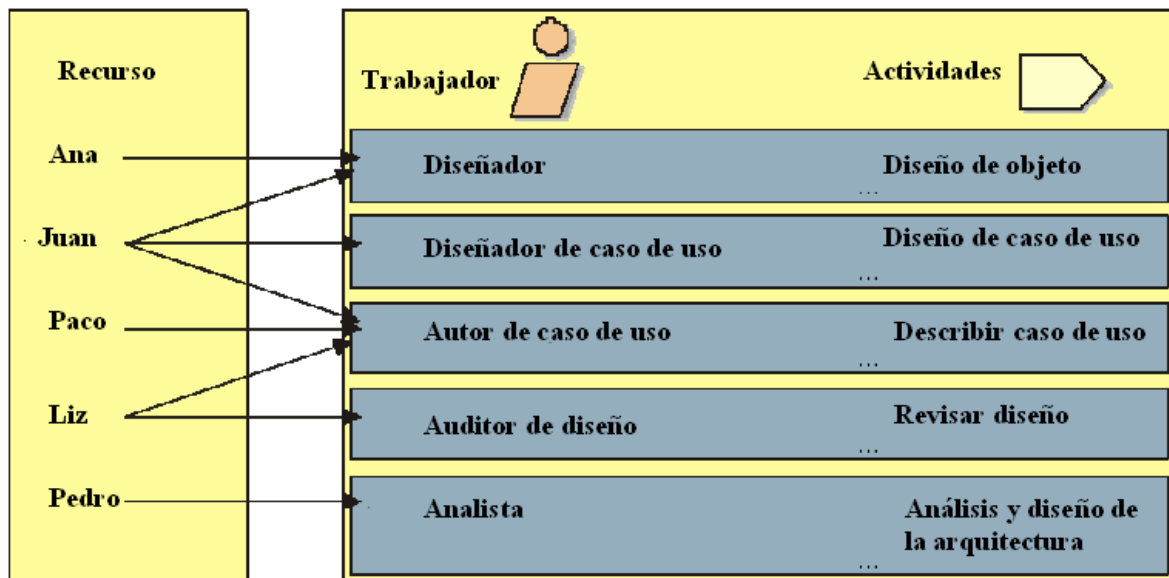 Recurso
Trabajador
Actividades
Ana
Diseñador
Diseño de objeto
...
Juan
Diseñador de caso de uso
Diseño de caso de uso
...
Paco
Autor de caso de uso
Describir caso de uso
...
Liz
Auditor de diseño
Revisar diseño
...
Pedro
Analista
Análisis y diseño de
la arquitectura
...